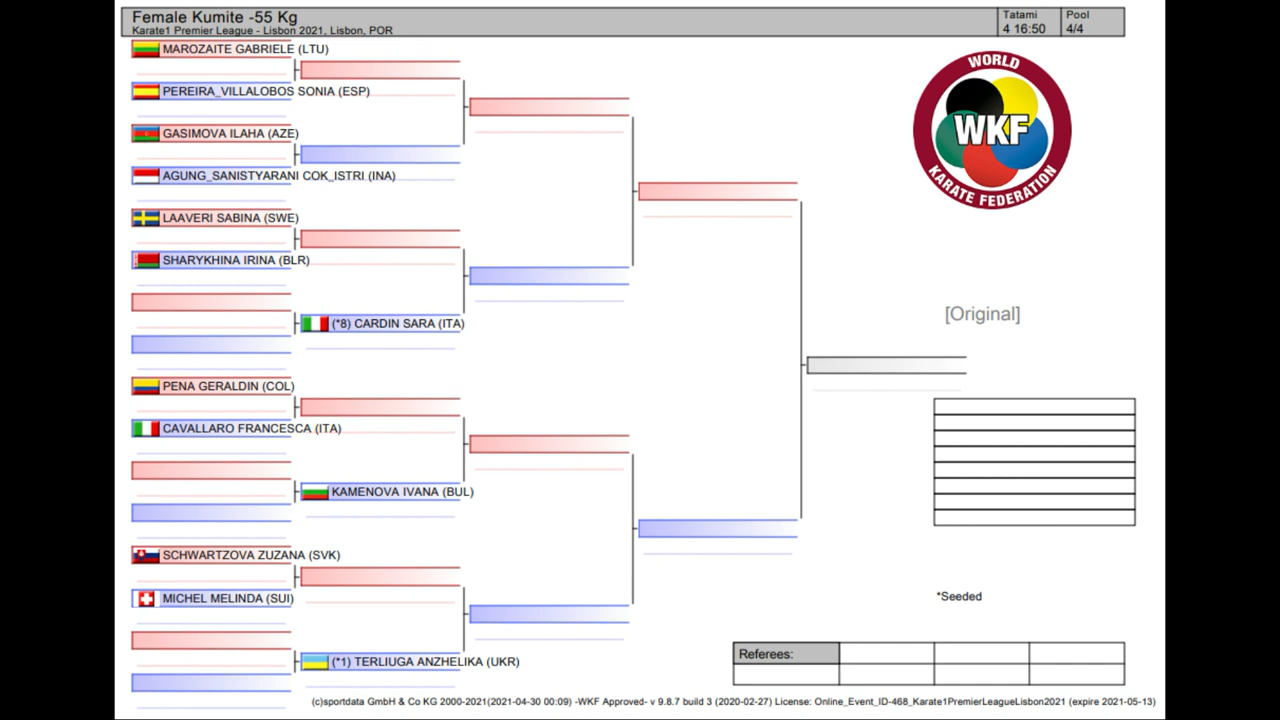 Female Kumite -55 Kg
Karate1 Premier League - Lisbon 2021, Lisbon, POR
Tatami
4 16:50
Pool
4/4
MAROZAITE GABRIELE (LTU)
PEREIRA_VILLALOBOS SONIA (ESP)
GASIMOVA ILAHA (AZE)
AGUNG_SANISTYARANI COK_ISTRI (INA)
LAAVERI SABINA (SWE)
SHARYKHINA IRINA (BLR)
(*8) CARDIN SARA (ITA)
PENA GERALDIN (COL)
CAVALLARO FRANCESCA (ITA)
KAMENOVA IVANA (BUL)
SCHWARTZOVA ZUZANA (SVK)
MICHEL MELINDA (SUI)
(*1) TERLIUGA ANZHELIKA (UKR)
WORLD
WKF
KARATE FEDERATION
[Original]
*Seeded
Referees:
(c)sportdata GmbH & Co KG 2000-2021(2021-04-30 00:09) -WKF Approved- v 9.8.7 build 3 (2020-02-27) License: Online_Event_ID-468_Karate1PremierLeagueLisbon2021 (expire 2021-05-13)